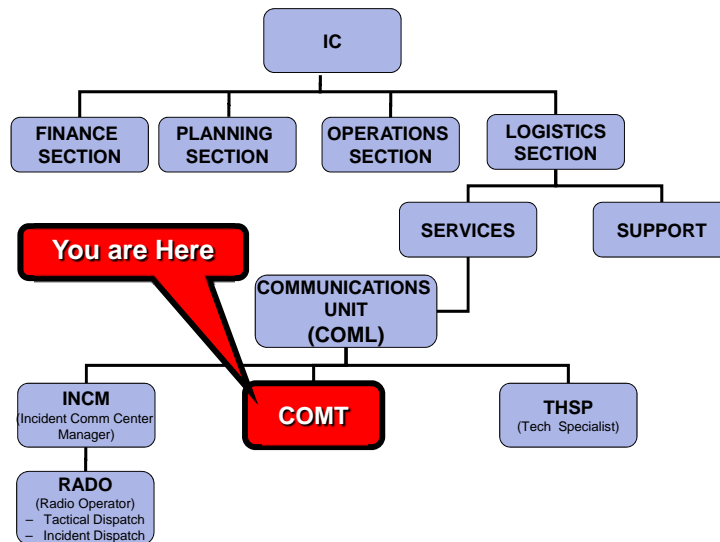 IC
FINANCE
SECTION
PLANNING
SECTION
OPERATIONS
SECTION
LOGISTICS
SECTION
SERVICES
SUPPORT
You are Here
COMMUNICATIONS
UNIT
(COML)
INCM
(Incident Comm Center
Manager)
COMT
THSP
(Tech Specialist)
RADO
(Radio Operator)
– Tactical Dispatch
– Incident Dispatch